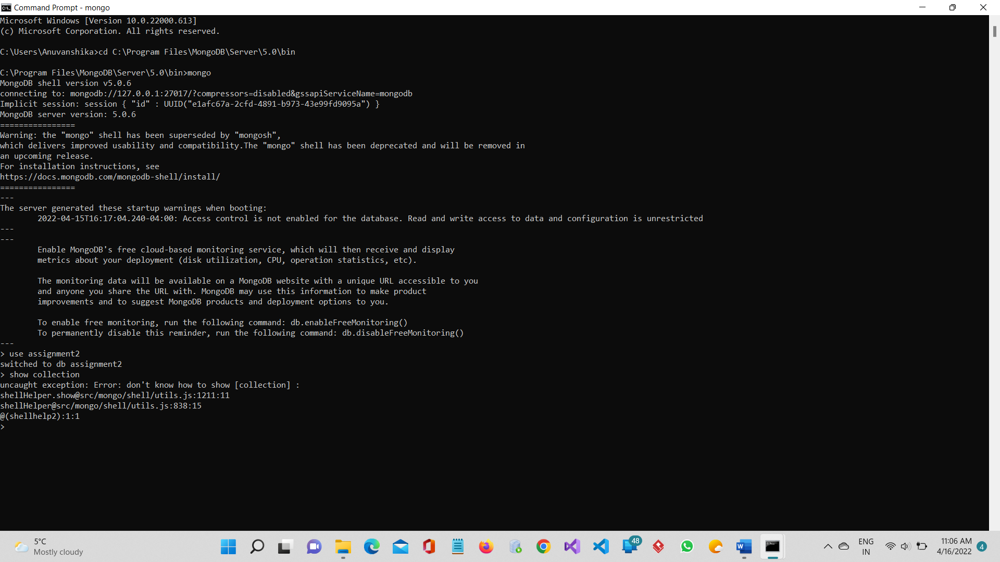 Command Prompt - mongo
Microsoft Windows [Version 10.0.22000.613]
(c) Microsoft Corporation. All rights reserved.
C:\Users\Anuvanshika>cd C:\Program Files\MongoDB\Server\5.0\bin
C:\Program Files\MongoDB\Server\5.0\bin>mongo
MongoDB shell version v5.0.6
connecting to: mongodb://127.0.0.1:27017/?compressors=disabled&gssapiServiceName=mongodb
Implicit session: session { "id" : UUID("e1afc67a-2cfd-4891-b973-43e99fd9095a") }
MongoDB server version: 5.0.6
================
Warning: the "mongo" shell has been superseded by "mongosh",
which delivers improved usability and compatibility.The "mongo" shell has been deprecated and will be removed in
an upcoming release.
For installation instructions, see
https://docs.mongodb.com/mongodb-shell/install/
================
---
The server generated these startup warnings when booting:
2022-04-15T16:17:04.240-04:00: Access control is not enabled for the database. Read and write access to data and configuration is unrestricted
---
---
Enable MongoDB's free cloud-based monitoring service, which will then receive and display
metrics about your deployment (disk utilization, CPU, operation statistics, etc).
The monitoring data will be available on a MongoDB website with a unique URL accessible to you
and anyone you share the URL with. MongoDB may use this information to make product
improvements and to suggest MongoDB products and deployment options to you.
To enable free monitoring, run the following command: db.enableFreeMonitoring()
To permanently disable this reminder, run the following command: db.disableFreeMonitoring()
---
> use assignment2
switched to db assignment2
> show collection
uncaught exception: Error: don't know how to show [collection] :
shellHelper.show@src/mongo/shell/utils.js:1211:11
shellHelper@src/mongo/shell/utils.js:838:15
@(shellhelp2):1:1
>
5°C
Mostly cloudy
48
ENG
IN
11:06 AM
4/16/2022
4